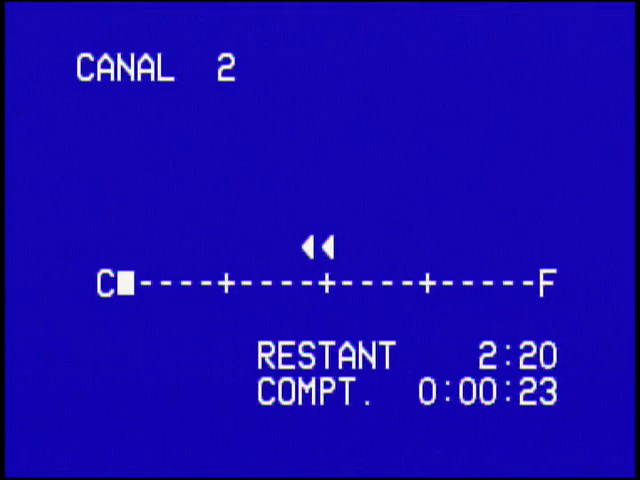 CANAL 2
C■----+----+----+-----F
RESTANT 2:20
COMPT. 0:00:23